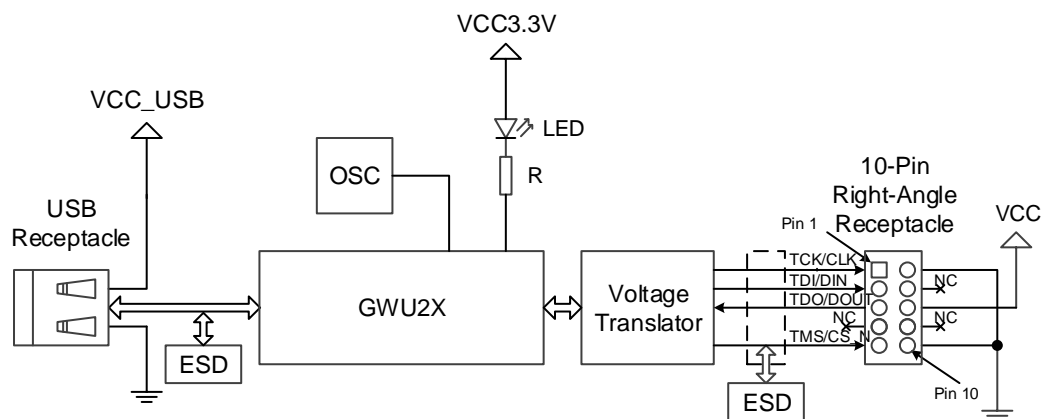 VCC3.3V
VCC_USB
LED
R
OSC
10-Pin
Right-Angle
Receptacle
VCC
USB
Receptacle
Pin 1
TCK/CLK
TDI/DIN
NC
GWU2X
Voltage
Translator
TDO/DOUT
NC
NC
TMS/CS_N
ESD
ESD
Pin 10